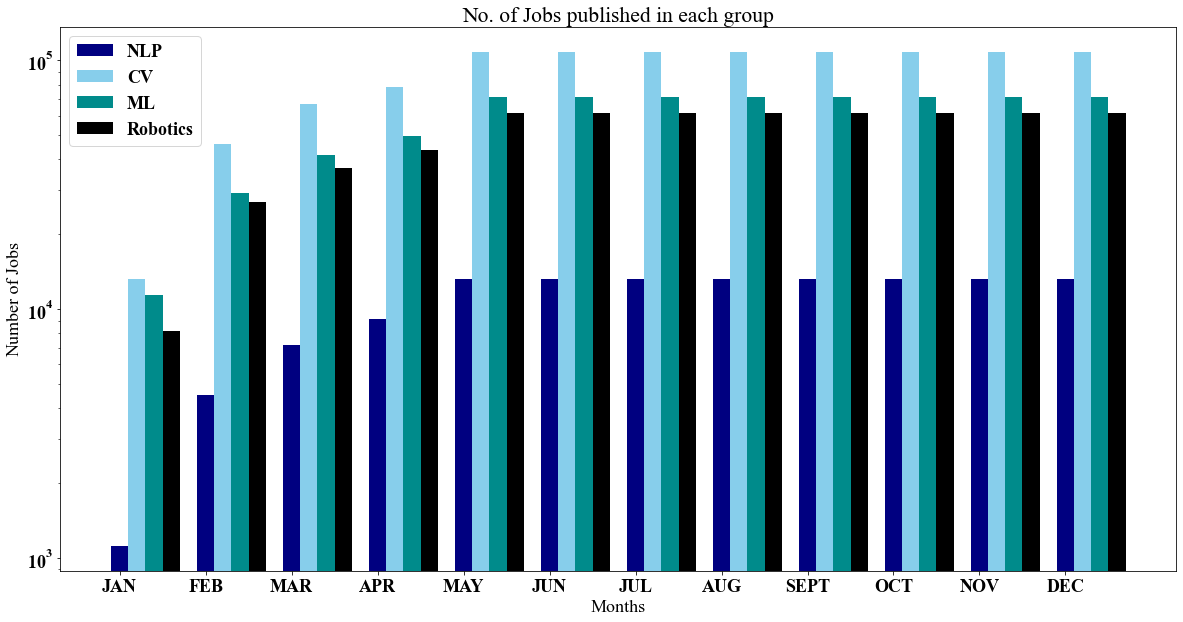 No. of Jobs published in each group
NLP
CV
ML
Robotics
10^5
10^4
10^3
Number of Jobs
JAN FEB MAR APR MAY JUN JUL AUG SEPT OCT NOV DEC
Months